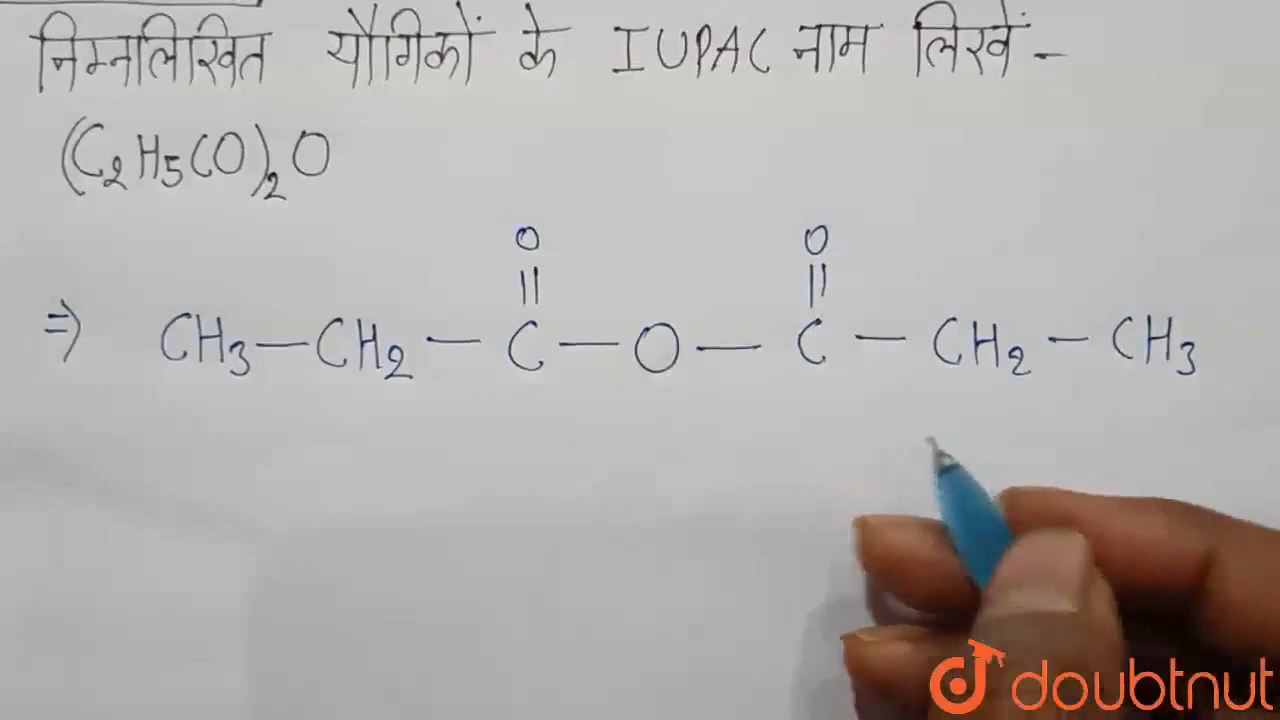 निम्नलिखित यौगिकों के IUPAC नाम लिखें -
(C₂H₅CO)₂O
O O
|| ||
⇒ CH₃—CH₂—C—O—C—CH₂—CH₃
doubtnut